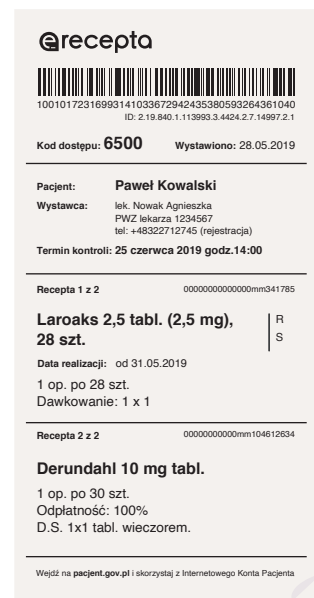 erecepta
10010172316993141033672942435380593264361040
ID: 2.19.840.1.113993.3.4424.2.7.14997.2.1
Kod dostępu: 6500 Wystawiono: 28.05.2019
Pacjent: Paweł Kowalski
Wystawca: lek. Nowak Agnieszka
PWZ lekarza 1234567
tel: +48322712745 (rejestracja)
Termin kontroli: 25 czerwca 2019 godz.14:00
Recepta 1 z 2 00000000000000mm341785
Laroaks 2,5 tabl. (2,5 mg), R
28 szt. S
Data realizacji: od 31.05.2019
1 op. po 28 szt.
Dawkowanie: 1 x 1
Recepta 2 z 2 00000000000mm104612634
Derundahl 10 mg tabl.
1 op. po 30 szt.
Odpłatność: 100%
D.S. 1x1 tabl. wieczorem.
Wejdź na pacjent.gov.pl i skorzystaj z Internetowego Konta Pacjenta